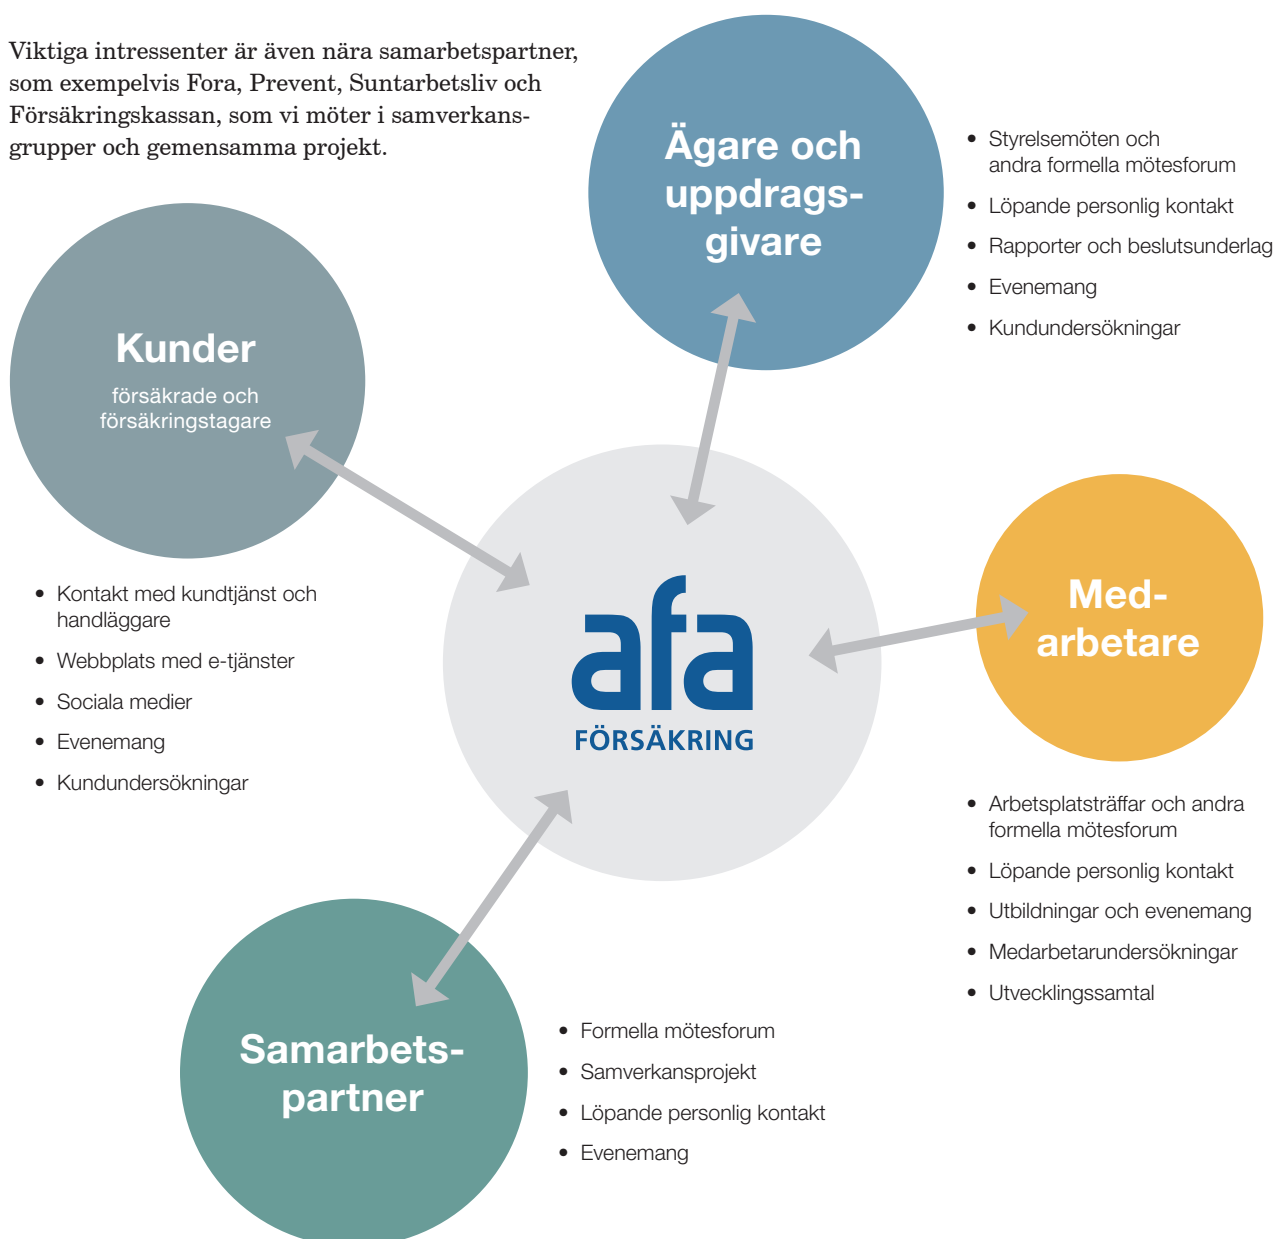 Viktiga intressenter är även nära samarbetspartner,
som exempelvis Fora, Prevent, Suntarbetsliv och
Försäkringskassan, som vi möter i samverkans-
grupper och gemensamma projekt.
Ägare och
uppdrags-
givare
• Styrelsemöten och
andra formella mötesforum
• Löpande personlig kontakt
• Rapporter och beslutsunderlag
• Evenemang
• Kundundersökningar
Kunder
försäkrade och
försäkringstagare
• Kontakt med kundtjänst och
handläggare
• Webbplats med e-tjänster
• Sociala medier
• Evenemang
• Kundundersökningar
afa
FÖRSÄKRING
Med-
arbetare
• Arbetsplatsträffar och andra
formella mötesforum
• Löpande personlig kontakt
• Utbildningar och evenemang
• Medarbetarundersökningar
• Utvecklingssamtal
Samarbets-
partner
• Formella mötesforum
• Samverkansprojekt
• Löpande personlig kontakt
• Evenemang